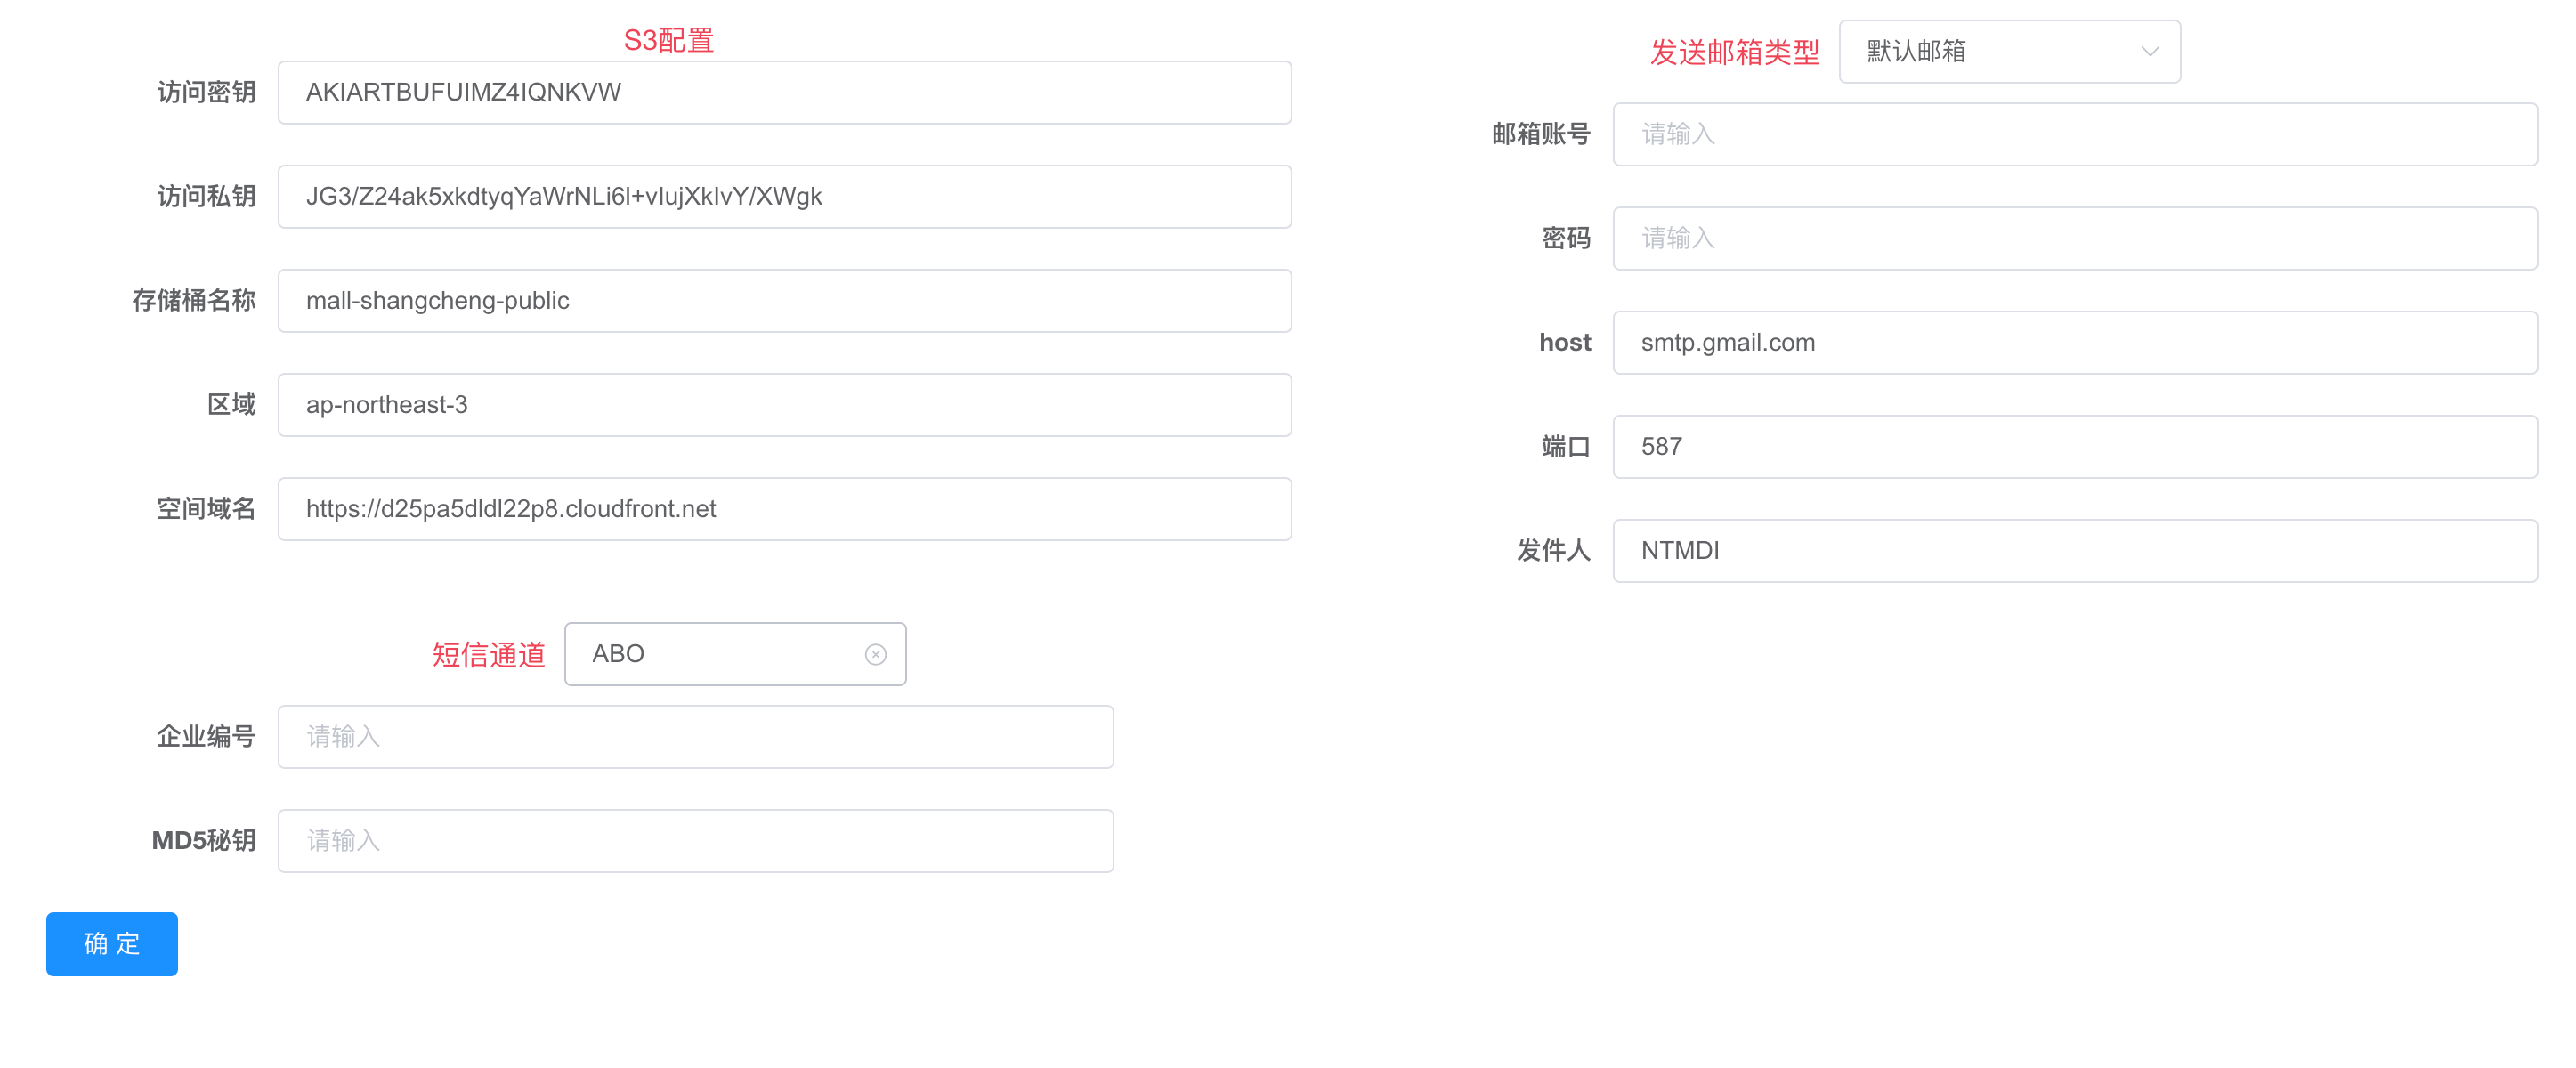 S3配置
访问密钥 AKIARTBUFUIMZ4IQNKVW
访问私钥 JG3/Z24ak5xkdtyqYaWrNLi6l+vIujXkIvY/XWgk
存储桶名称 mall-shangcheng-public
区域 ap-northeast-3
空间域名 https://d25pa5dldl22p8.cloudfront.net
短信通道 ABO
企业编号 请输入
MD5秘钥 请输入
确 定
发送邮箱类型 默认邮箱
邮箱账号 请输入
密码 请输入
host smtp.gmail.com
端口 587
发件人 NTMDI